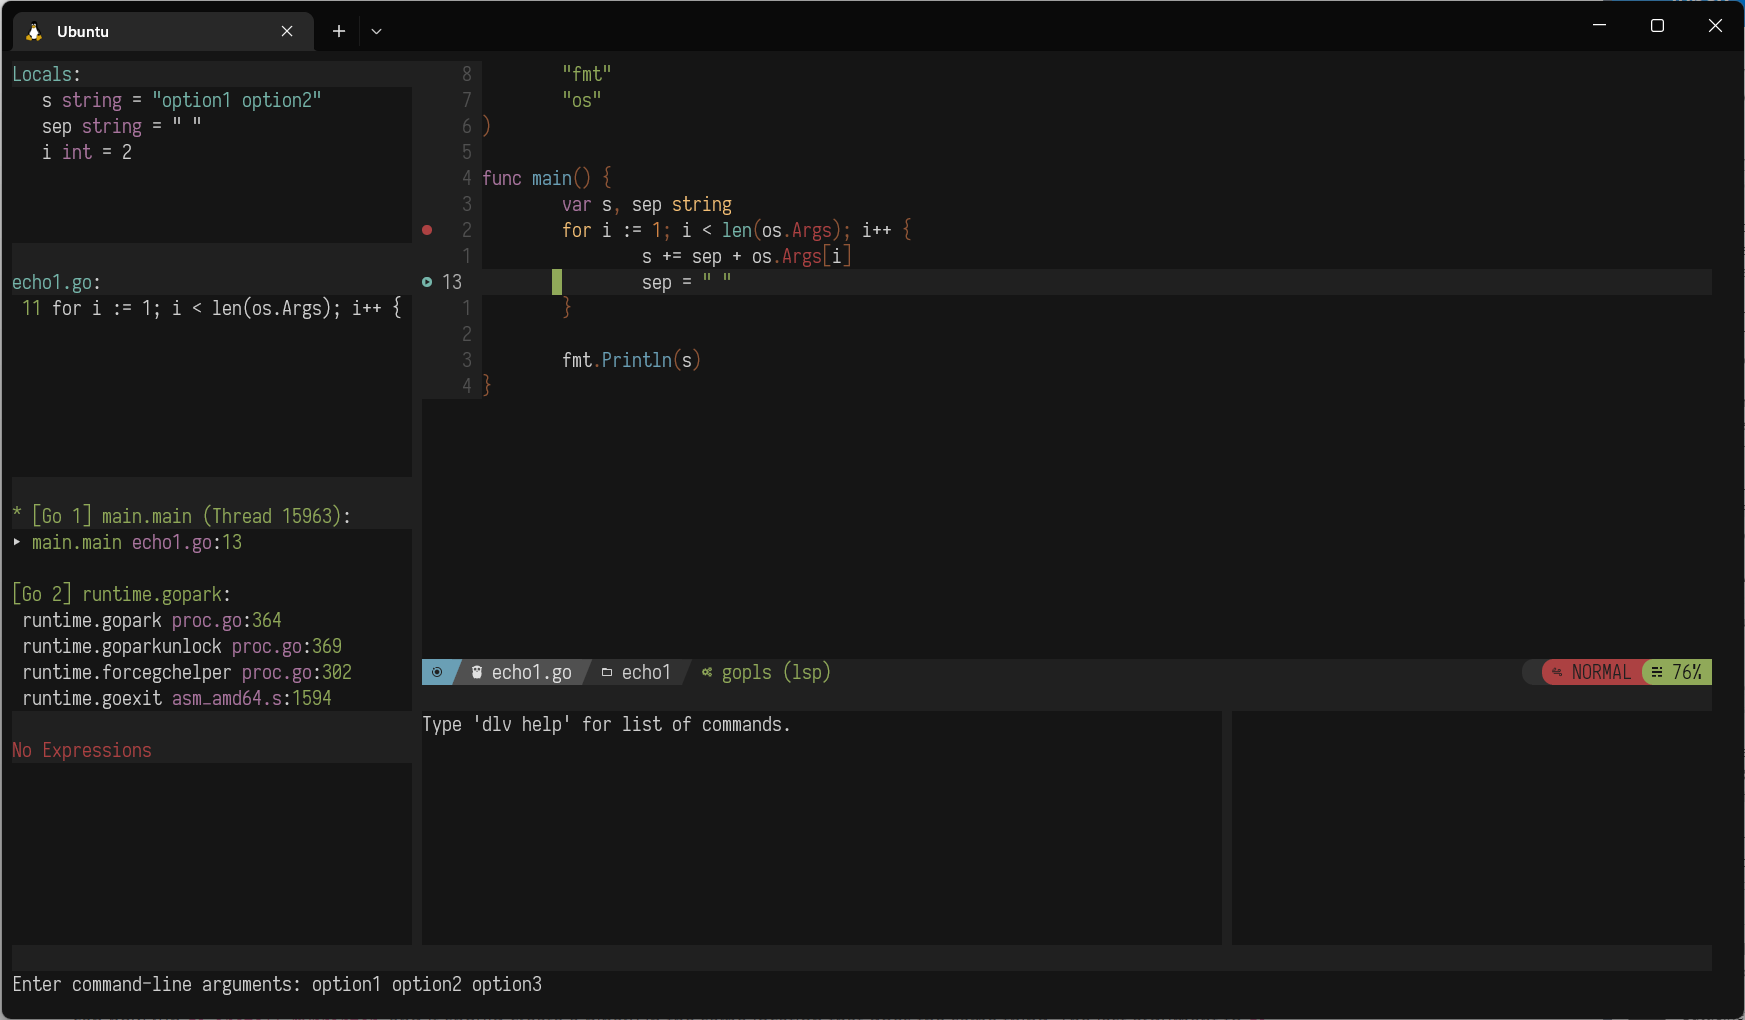 Ubuntu
Locals:
s string = "option1 option2"
sep string = " "
i int = 2
echo1.go:
11 for i := 1; i < len(os.Args); i++ {
* [Go 1] main.main (Thread 15963):
▸ main.main echo1.go:13
[Go 2] runtime.gopark:
runtime.gopark proc.go:364
runtime.goparkunlock proc.go:369
runtime.forcegchelper proc.go:302
runtime.goexit asm_amd64.s:1594
No Expressions
8 "fmt"
7 "os"
6 )
5
4 func main() {
3 var s, sep string
2 for i := 1; i < len(os.Args); i++ {
1 s += sep + os.Args[i]
13 sep = " "
1 }
2
3 fmt.Println(s)
4 }
echo1.go echo1 gopls (lsp) NORMAL 76%
Type 'dlv help' for list of commands.
Enter command-line arguments: option1 option2 option3